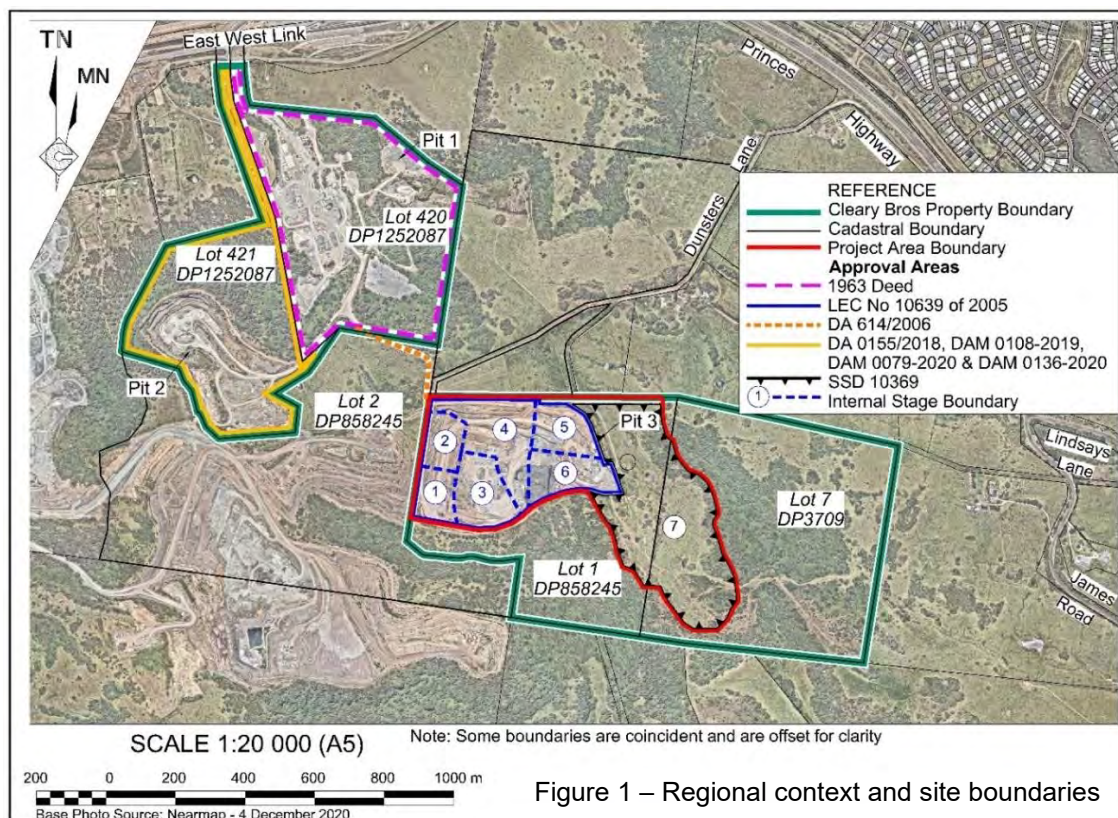 TN
MN
East West Link
Pit 1
Princes
Highway
Dunsters
Lane
Lot 420
DP1252087
Lot 421
DP1252087
Pit 2
Lot 2
DP858245
REFERENCE
Cleary Bros Property Boundary
Cadastral Boundary
Project Area Boundary
Approval Areas
1963 Deed
LEC No 10639 of 2005
DA 614/2006
DA 0155/2018, DAM 0108-2019,
DAM 0079-2020 & DAM 0136-2020
SSD 10369
1 Internal Stage Boundary
Pit 3
2
4
5
1
3
6
7
Lot 7
DP3709
Lot 1
DP858245
Lindsays
Lane
James
Road
SCALE 1:20 000 (A5)
Note: Some boundaries are coincident and are offset for clarity
200 0 200 400 600 800 1000 m
Base Photo Source: Nearmap - 4 December 2020
Figure 1 – Regional context and site boundaries